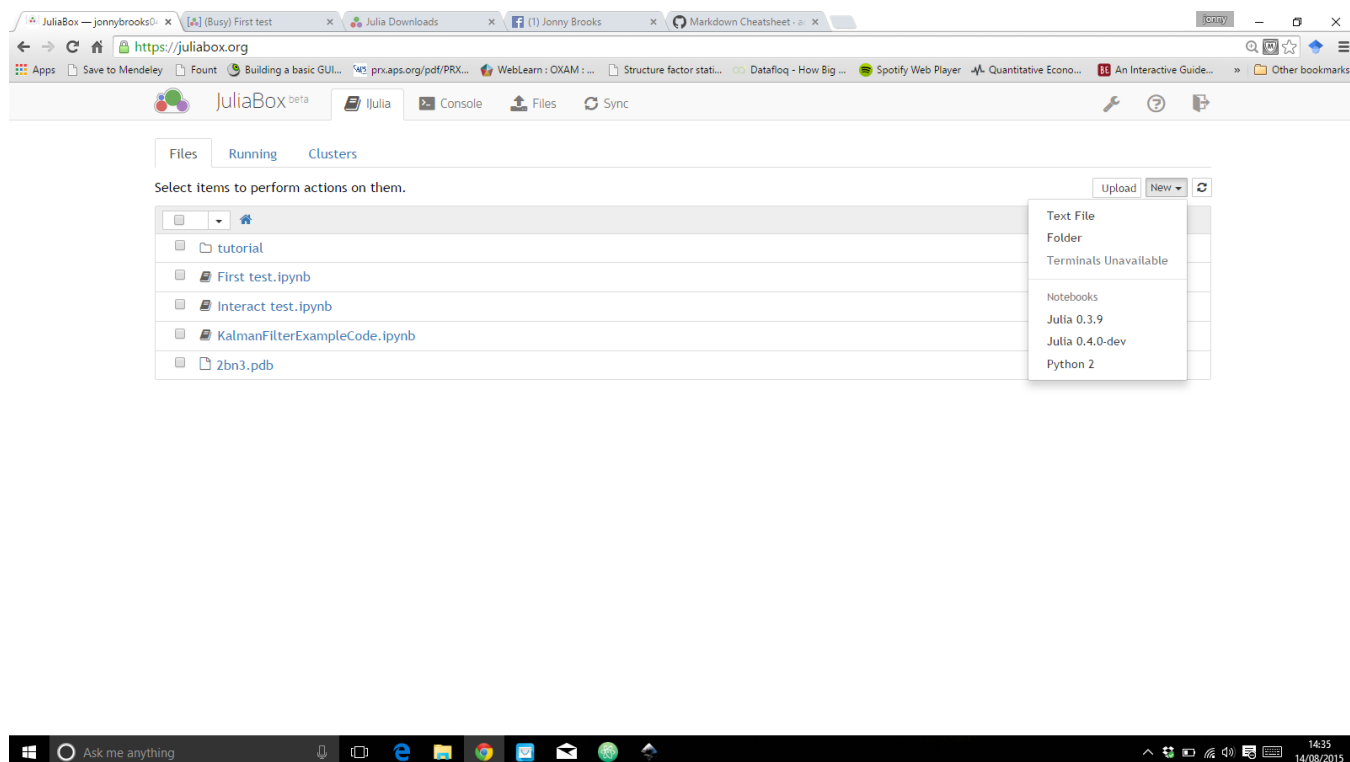 JuliaBox — jonnybrooks04 (Busy) First test Julia Downloads (1) Jonny Brooks Markdown Cheatsheet · a jonny
https://juliabox.org
Apps Save to Mendeley Fount Building a basic GUI... prx.aps.org/pdf/PRX... WebLearn : OXAM : ... Structure factor stati... Datafloq - How Big ... Spotify Web Player Quantitative Econo... BE An Interactive Guide... » Other bookmarks
JuliaBox beta IJulia Console Files Sync
Files Running Clusters
Select items to perform actions on them. Upload New
tutorial
First test.ipynb
Interact test.ipynb
KalmanFilterExampleCode.ipynb
2bn3.pdb
Text File
Folder
Terminals Unavailable
Notebooks
Julia 0.3.9
Julia 0.4.0-dev
Python 2
Ask me anything 14:35
14/08/2015